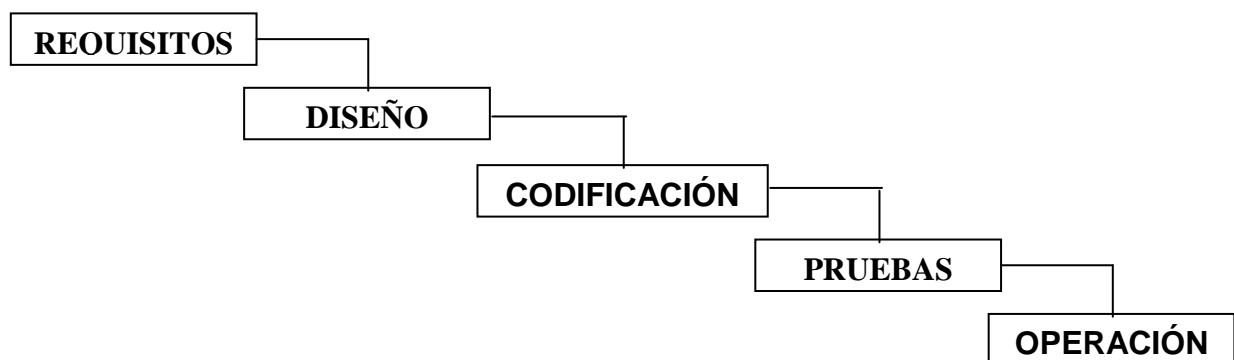 REOUISITOS
DISEÑO
CODIFICACIÓN
PRUEBAS
OPERACIÓN